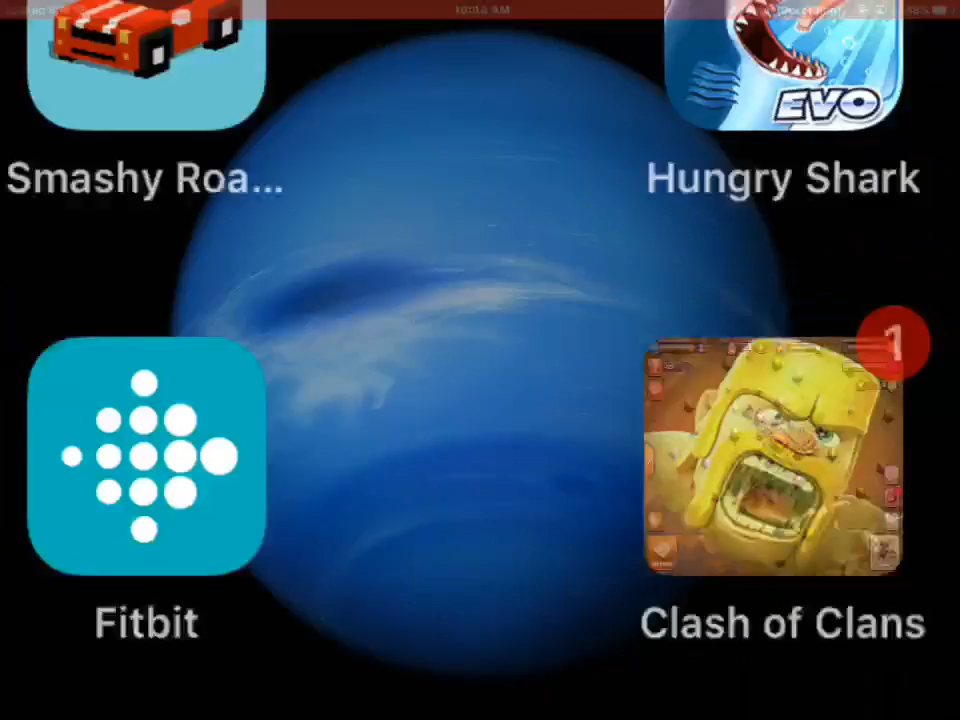 EVO
Smashy Roa...
Hungry Shark
1
Fitbit
Clash of Clans